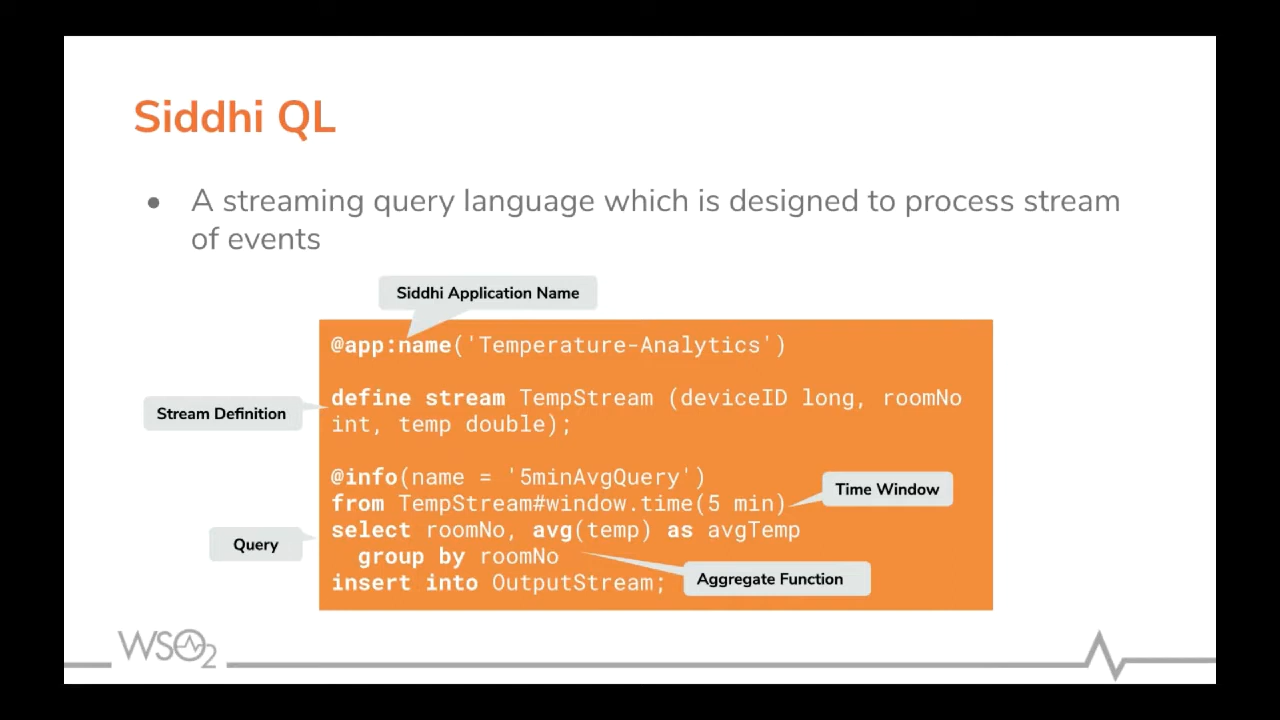 Siddhi QL
● A streaming query language which is designed to process stream
of events
Siddhi Application Name
@app:name('Temperature-Analytics')
Stream Definition
define stream TempStream (deviceID long, roomNo
int, temp double);
@info(name = '5minAvgQuery')
from TempStream#window.time(5 min)
Time Window
Query
select roomNo, avg(temp) as avgTemp
group by roomNo
Aggregate Function
insert into OutputStream;
WSO2